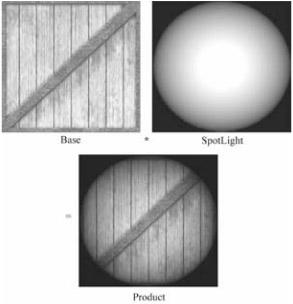 Base * SpotLight
=
Product